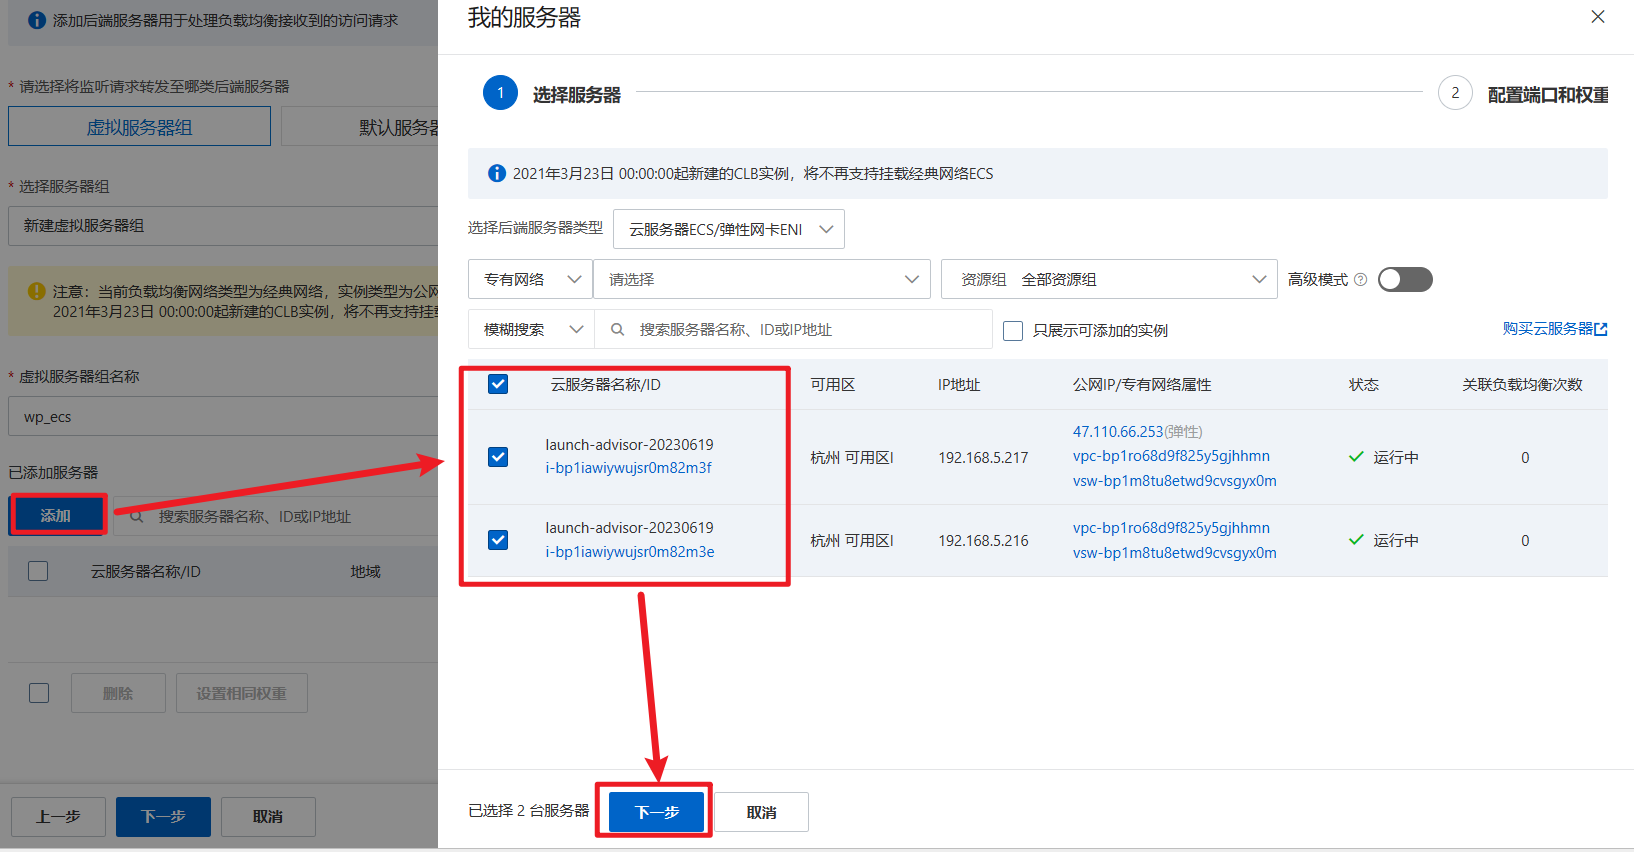 添加后端服务器用于处理负载均衡接收到的访问请求
* 请选择将监听请求转发至哪类后端服务器
虚拟服务器组
默认服务器
* 选择服务器组
新建虚拟服务器组
注意：当前负载均衡网络类型为经典网络，实例类型为公网
2021年3月23日 00:00:00起新建的CLB实例，将不再支持挂载
* 虚拟服务器组名称
wp_ecs
已添加服务器
添加
搜索服务器名称、ID或IP地址
云服务器名称/ID
地域
删除
设置相同权重
上一步
下一步
取消
我的服务器
1
选择服务器
2
配置端口和权重
2021年3月23日 00:00:00起新建的CLB实例，将不再支持挂载经典网络ECS
选择后端服务器类型
云服务器ECS/弹性网卡ENI
专有网络
请选择
资源组 全部资源组
高级模式
模糊搜索
搜索服务器名称、ID或IP地址
只展示可添加的实例
购买云服务器
云服务器名称/ID 可用区 IP地址 公网IP/专有网络属性 状态 关联负载均衡次数
launch-advisor-20230619
i-bp1iawiywujsr0m82m3f
杭州 可用区I
192.168.5.217
47.110.66.253(弹性)
vpc-bp1ro68d9f825y5gjhhmn
vsw-bp1m8tu8etwd9cvsgyx0m
运行中
0
launch-advisor-20230619
i-bp1iawiywujsr0m82m3e
杭州 可用区I
192.168.5.216
vpc-bp1ro68d9f825y5gjhhmn
vsw-bp1m8tu8etwd9cvsgyx0m
运行中
0
已选择 2 台服务器
下一步
取消